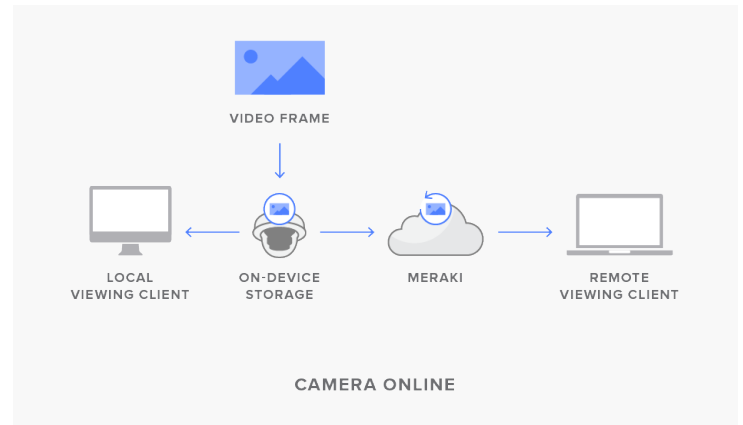 VIDEO FRAME
LOCAL
VIEWING CLIENT
ON-DEVICE
STORAGE
MERAKI
REMOTE
VIEWING CLIENT
CAMERA ONLINE